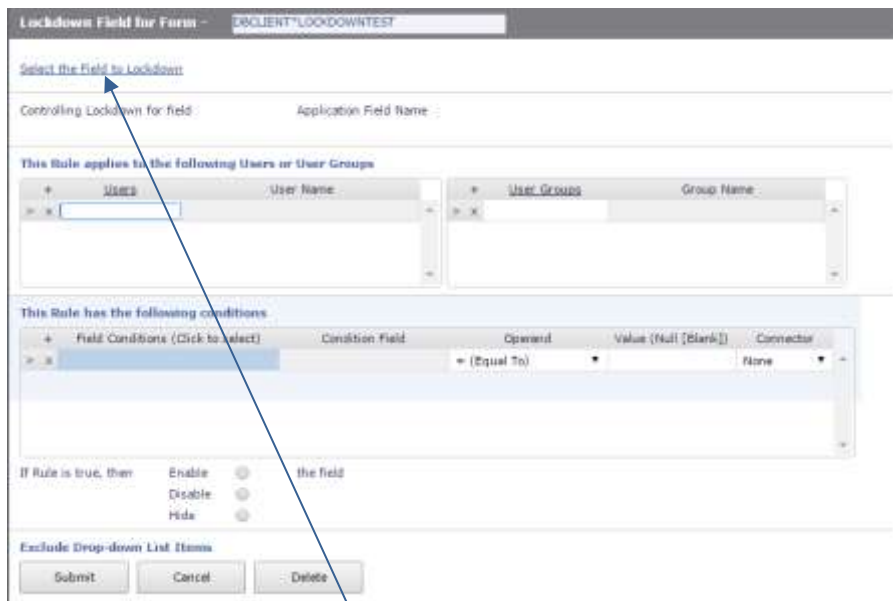 Lockdown Field for Form - DBCLIENT*LOCKDOWNTEST
Select the Field to Lockdown
Controlling Lockdown for field Application Field Name
This Rule applies to the following Users or User Groups
+ Users User Name + User Groups Group Name
> x > x
This Rule has the following conditions
+ Field Conditions (Click to select) Condition Field Operand Value (Null [Blank]) Connector
> x = (Equal To) None
If Rule is true, then Enable the field
Disable
Hide
Exclude Drop-down List Items
Submit Cancel Delete